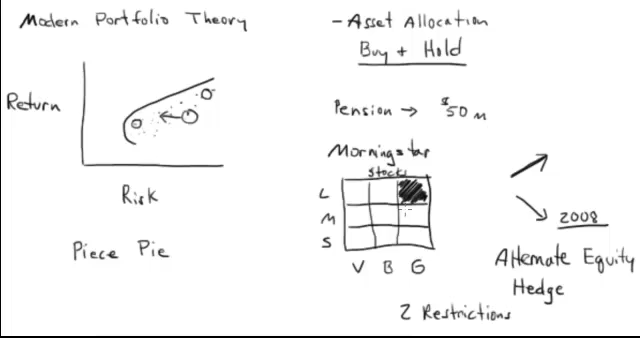 Modern Portfolio Theory
Return
Risk
Piece Pie
- Asset Allocation
Buy + Hold
Pension → $50 M
Morningstar
Stock
L
M
S
V B G
2 Restrictions
2008
Alternate Equity
Hedge